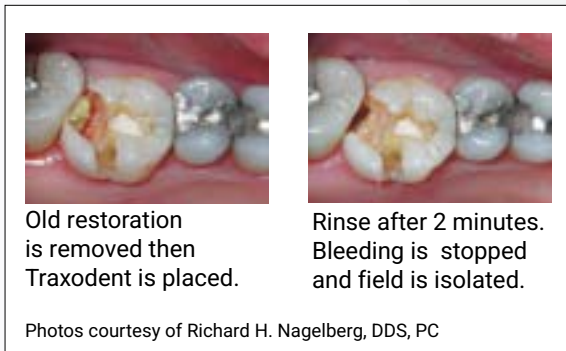 Old restoration
is removed then
Traxodent is placed.
Rinse after 2 minutes.
Bleeding is stopped
and field is isolated.
Photos courtesy of Richard H. Nagelberg, DDS, PC